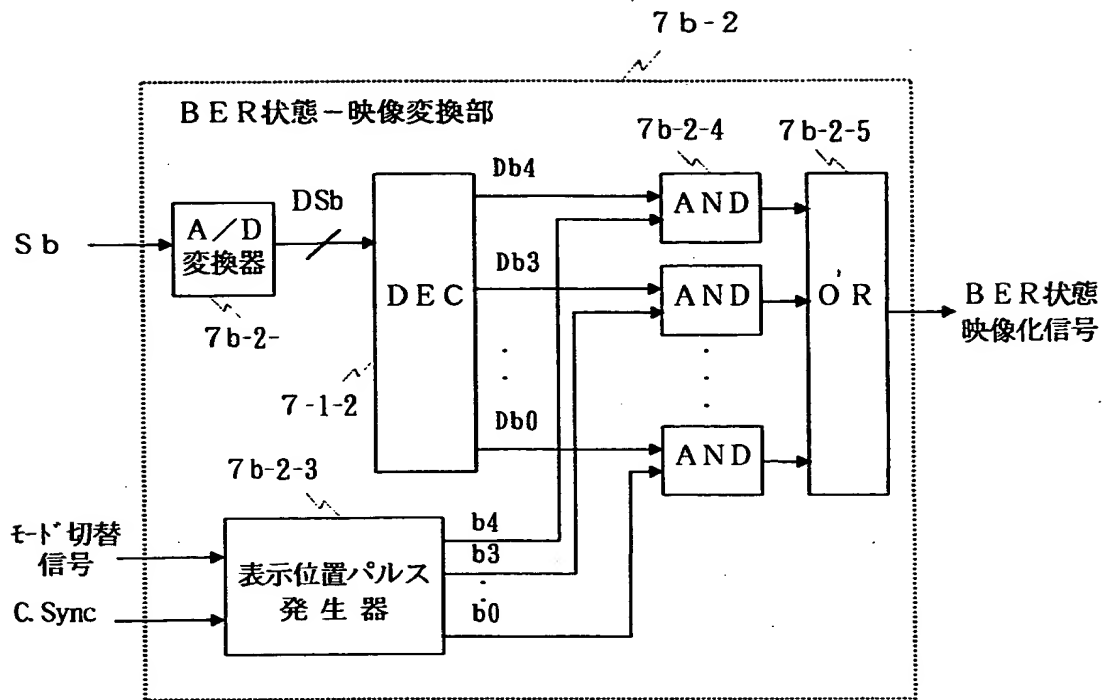 7b-2
BER状態-映像変換部
7b-2-4
7b-2-5
Db4
AND
DSb
A/D
変換器
Sb
Db3
DEC
AND
OR
BER状態
映像化信号
7b-2-
7-1-2
Db0
AND
7b-2-3
モード切替
信号
b4
b3
表示位置パルス
発生器
C.Sync
b0